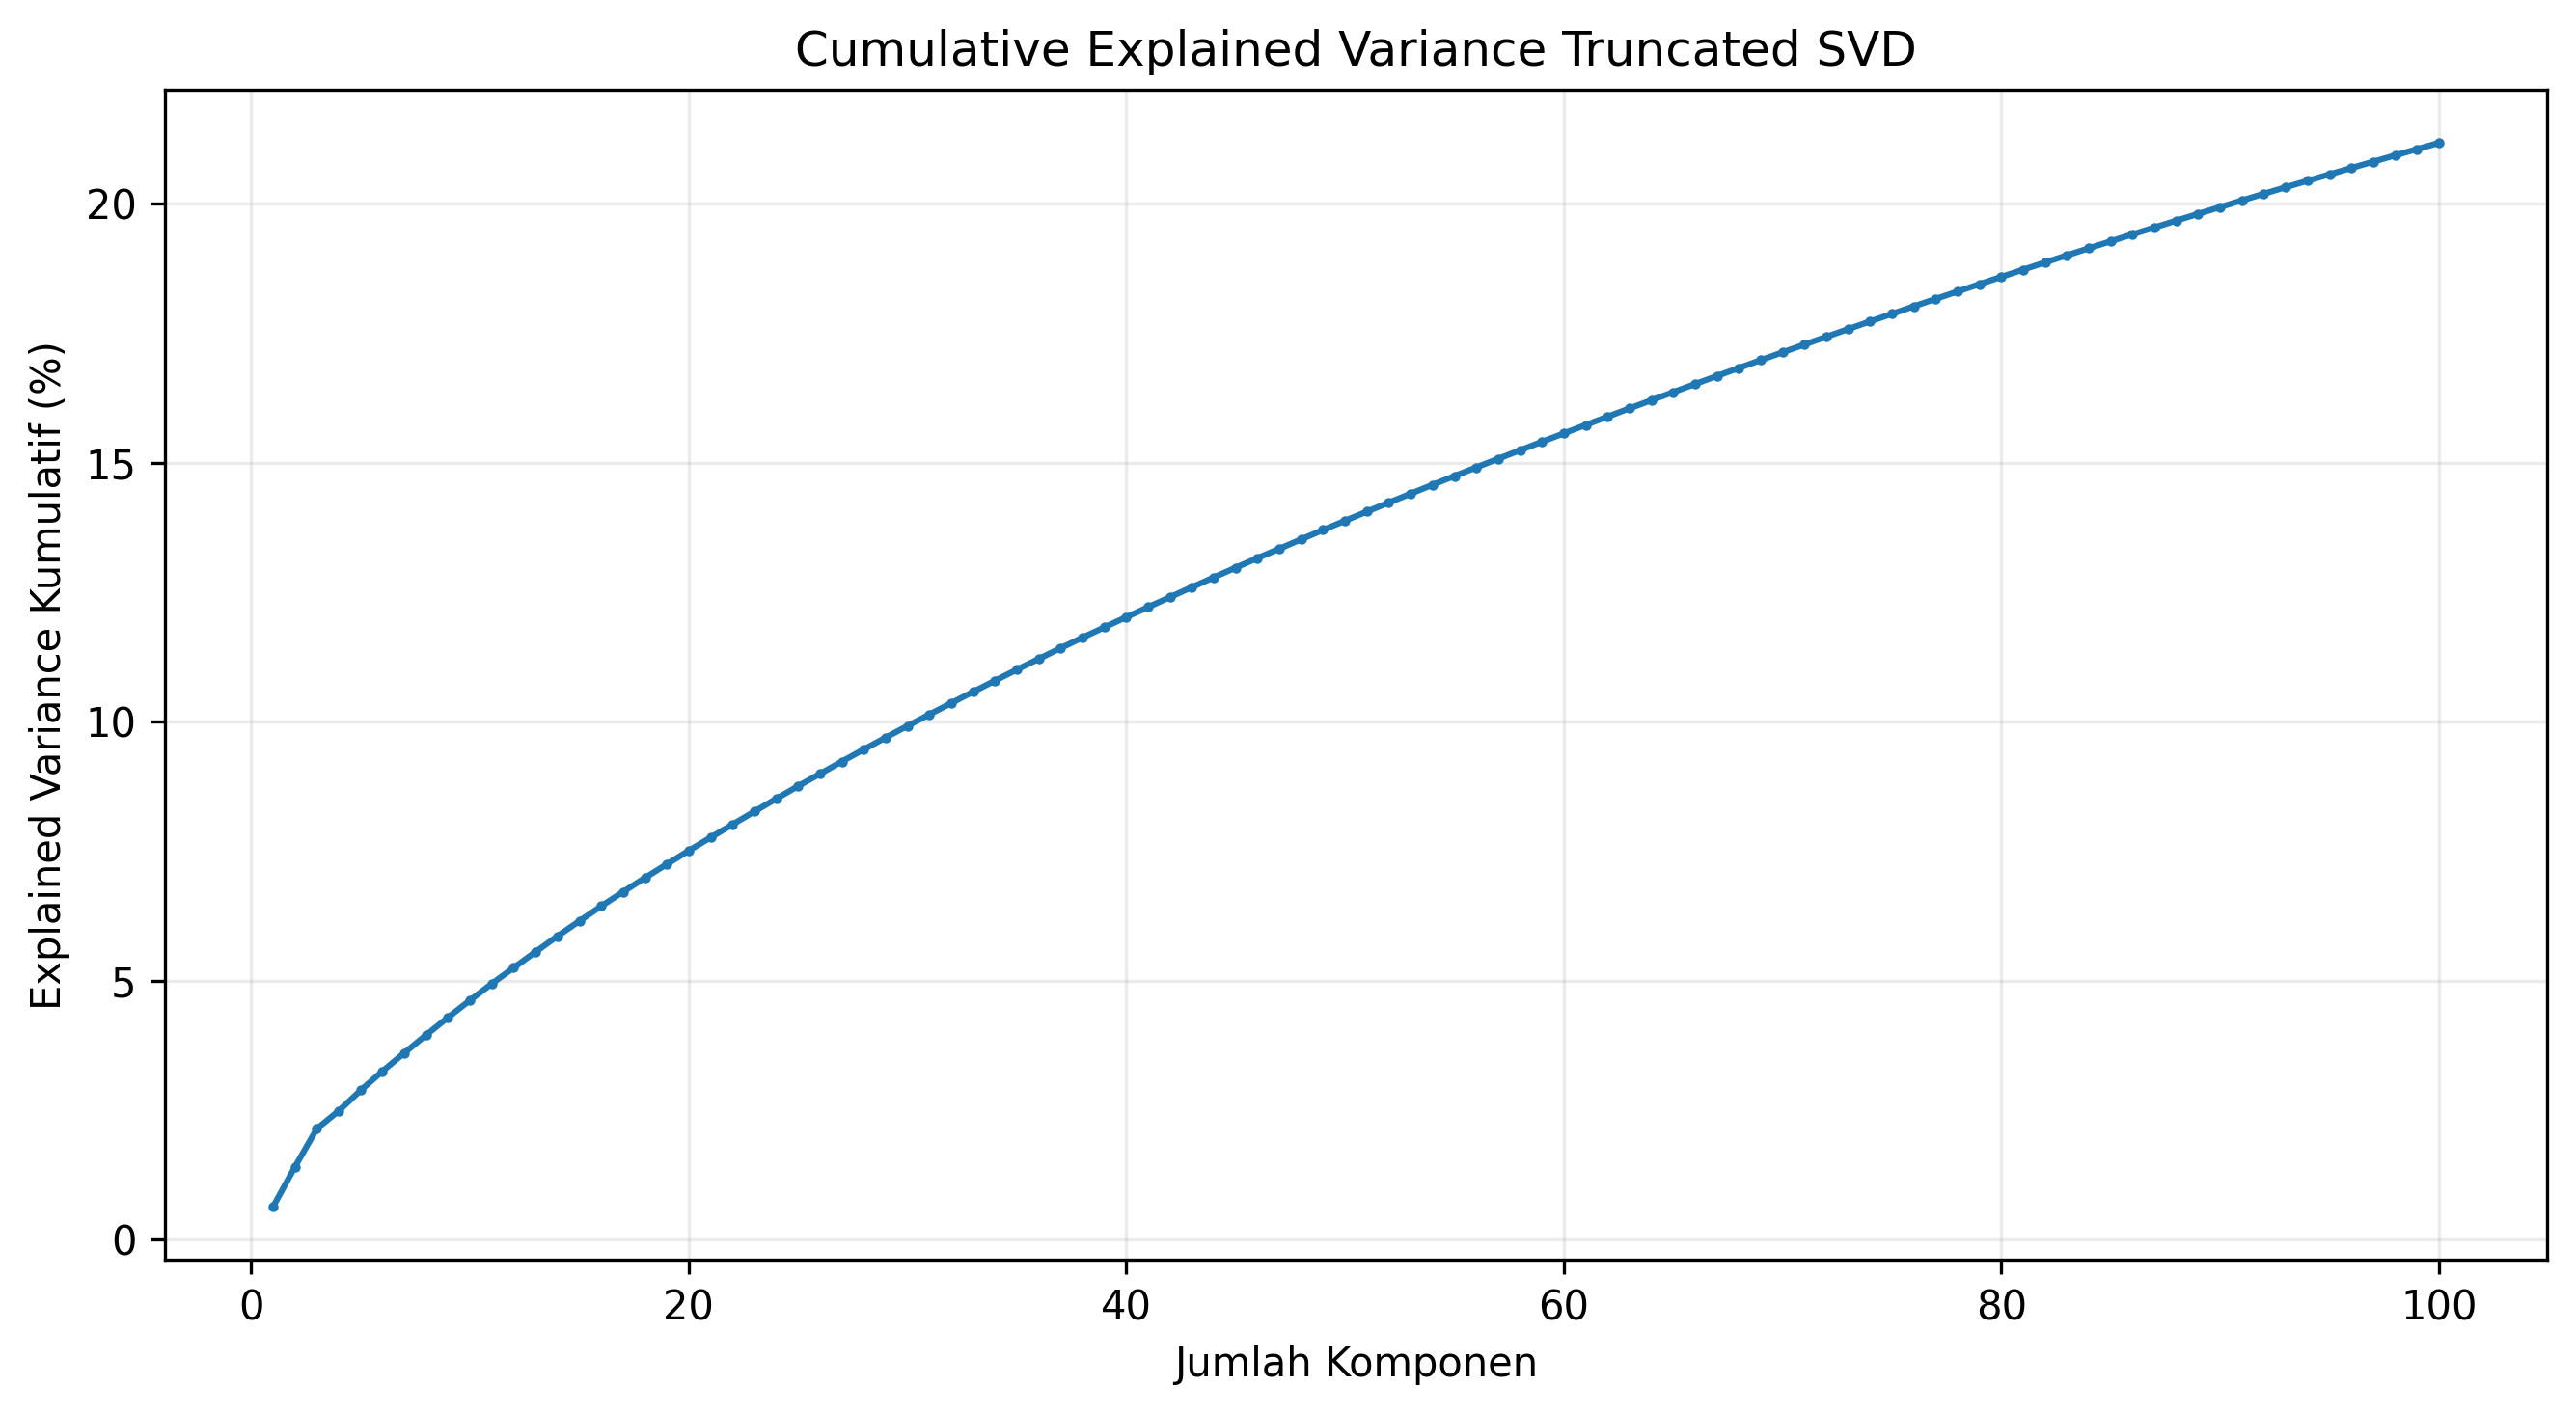 Cumulative Explained Variance Truncated SVD
Explained Variance Kumulatif (%)
20
15
10
5
0
0 20 40 60 80 100
Jumlah Komponen